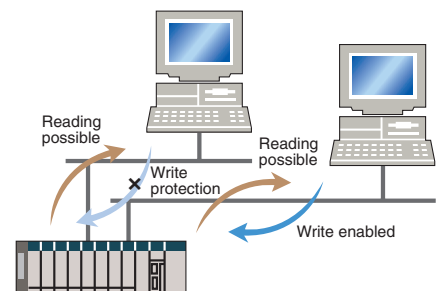 Reading
possible
Write
protection
Reading
possible
Write enabled